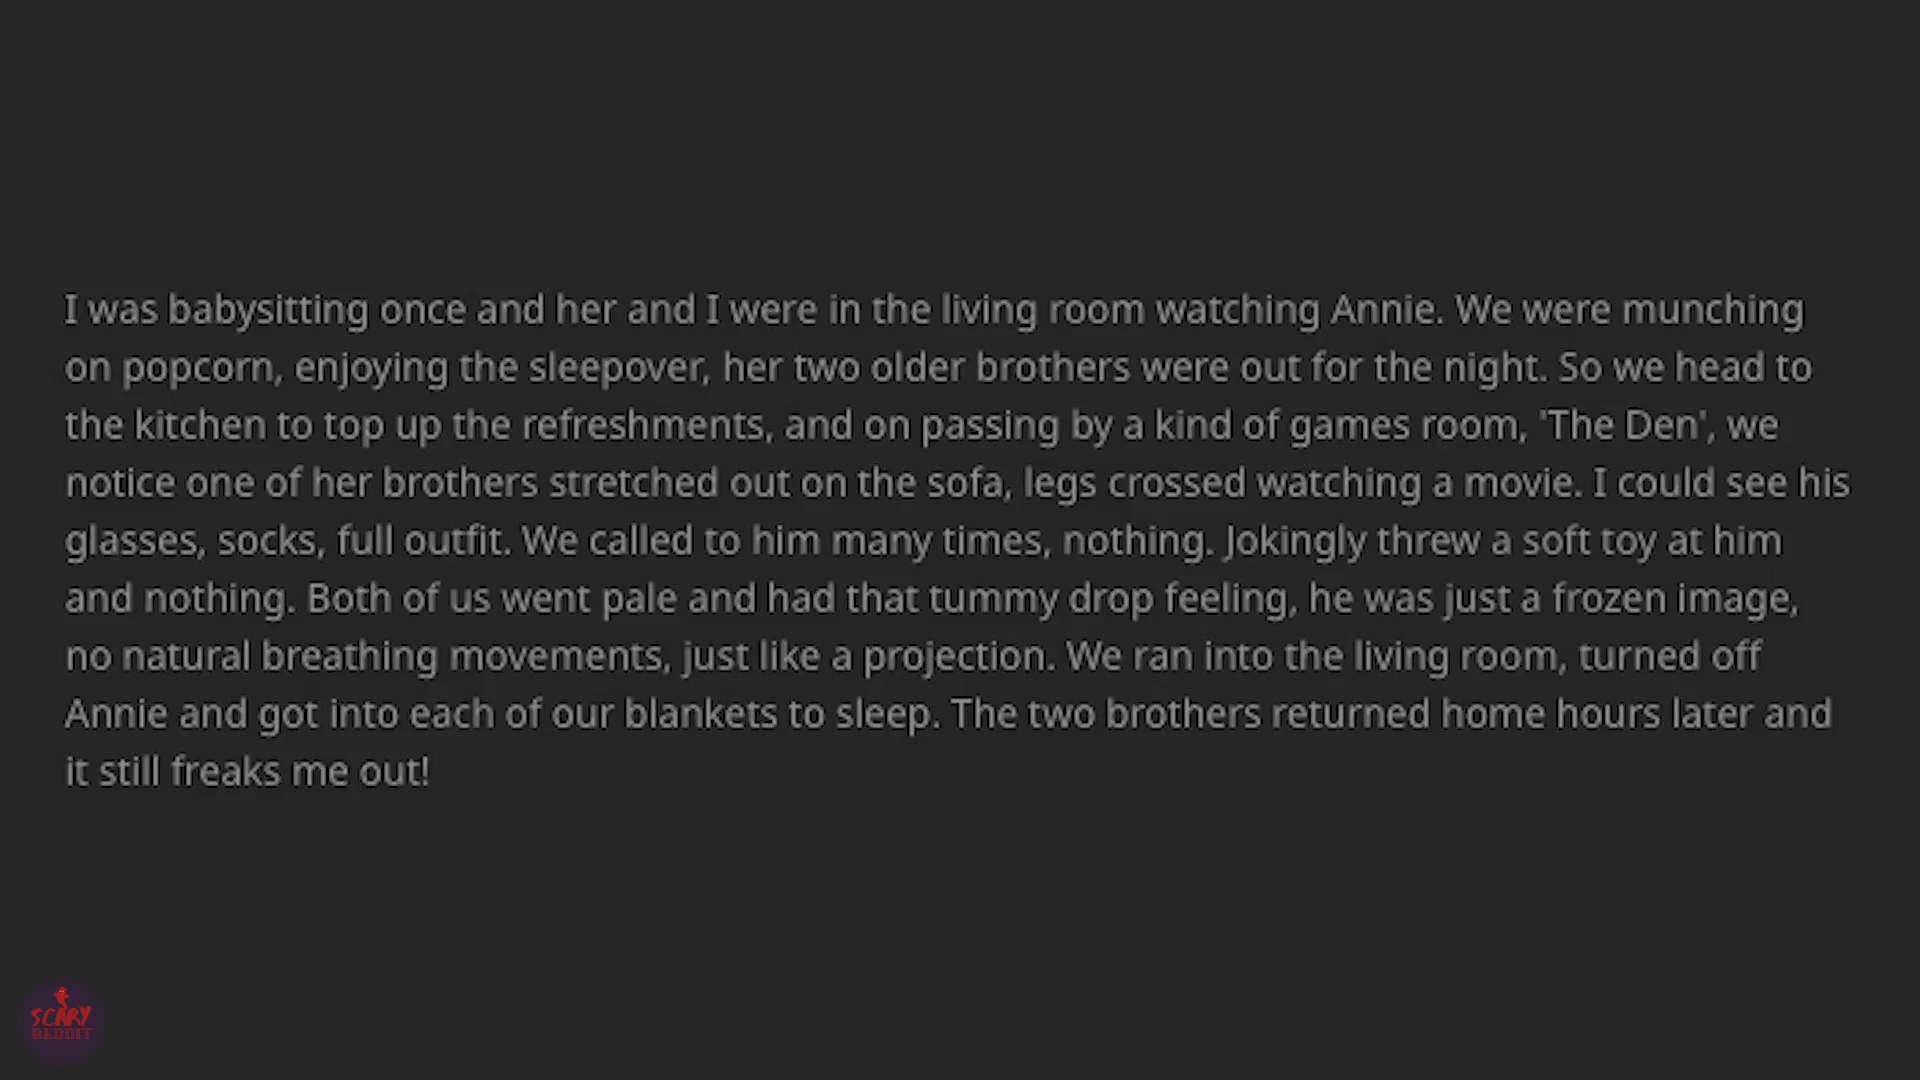 I was babysitting once and her and I were in the living room watching Annie. We were munching
on popcorn, enjoying the sleepover, her two older brothers were out for the night. So we head to
the kitchen to top up the refreshments, and on passing by a kind of games room, 'The Den', we
notice one of her brothers stretched out on the sofa, legs crossed watching a movie. I could see his
glasses, socks, full outfit. We called to him many times, nothing. Jokingly threw a soft toy at him
and nothing. Both of us went pale and had that tummy drop feeling, he was just a frozen image,
no natural breathing movements, just like a projection. We ran into the living room, turned off
Annie and got into each of our blankets to sleep. The two brothers returned home hours later and
it still freaks me out!
SCARY
REDDIT